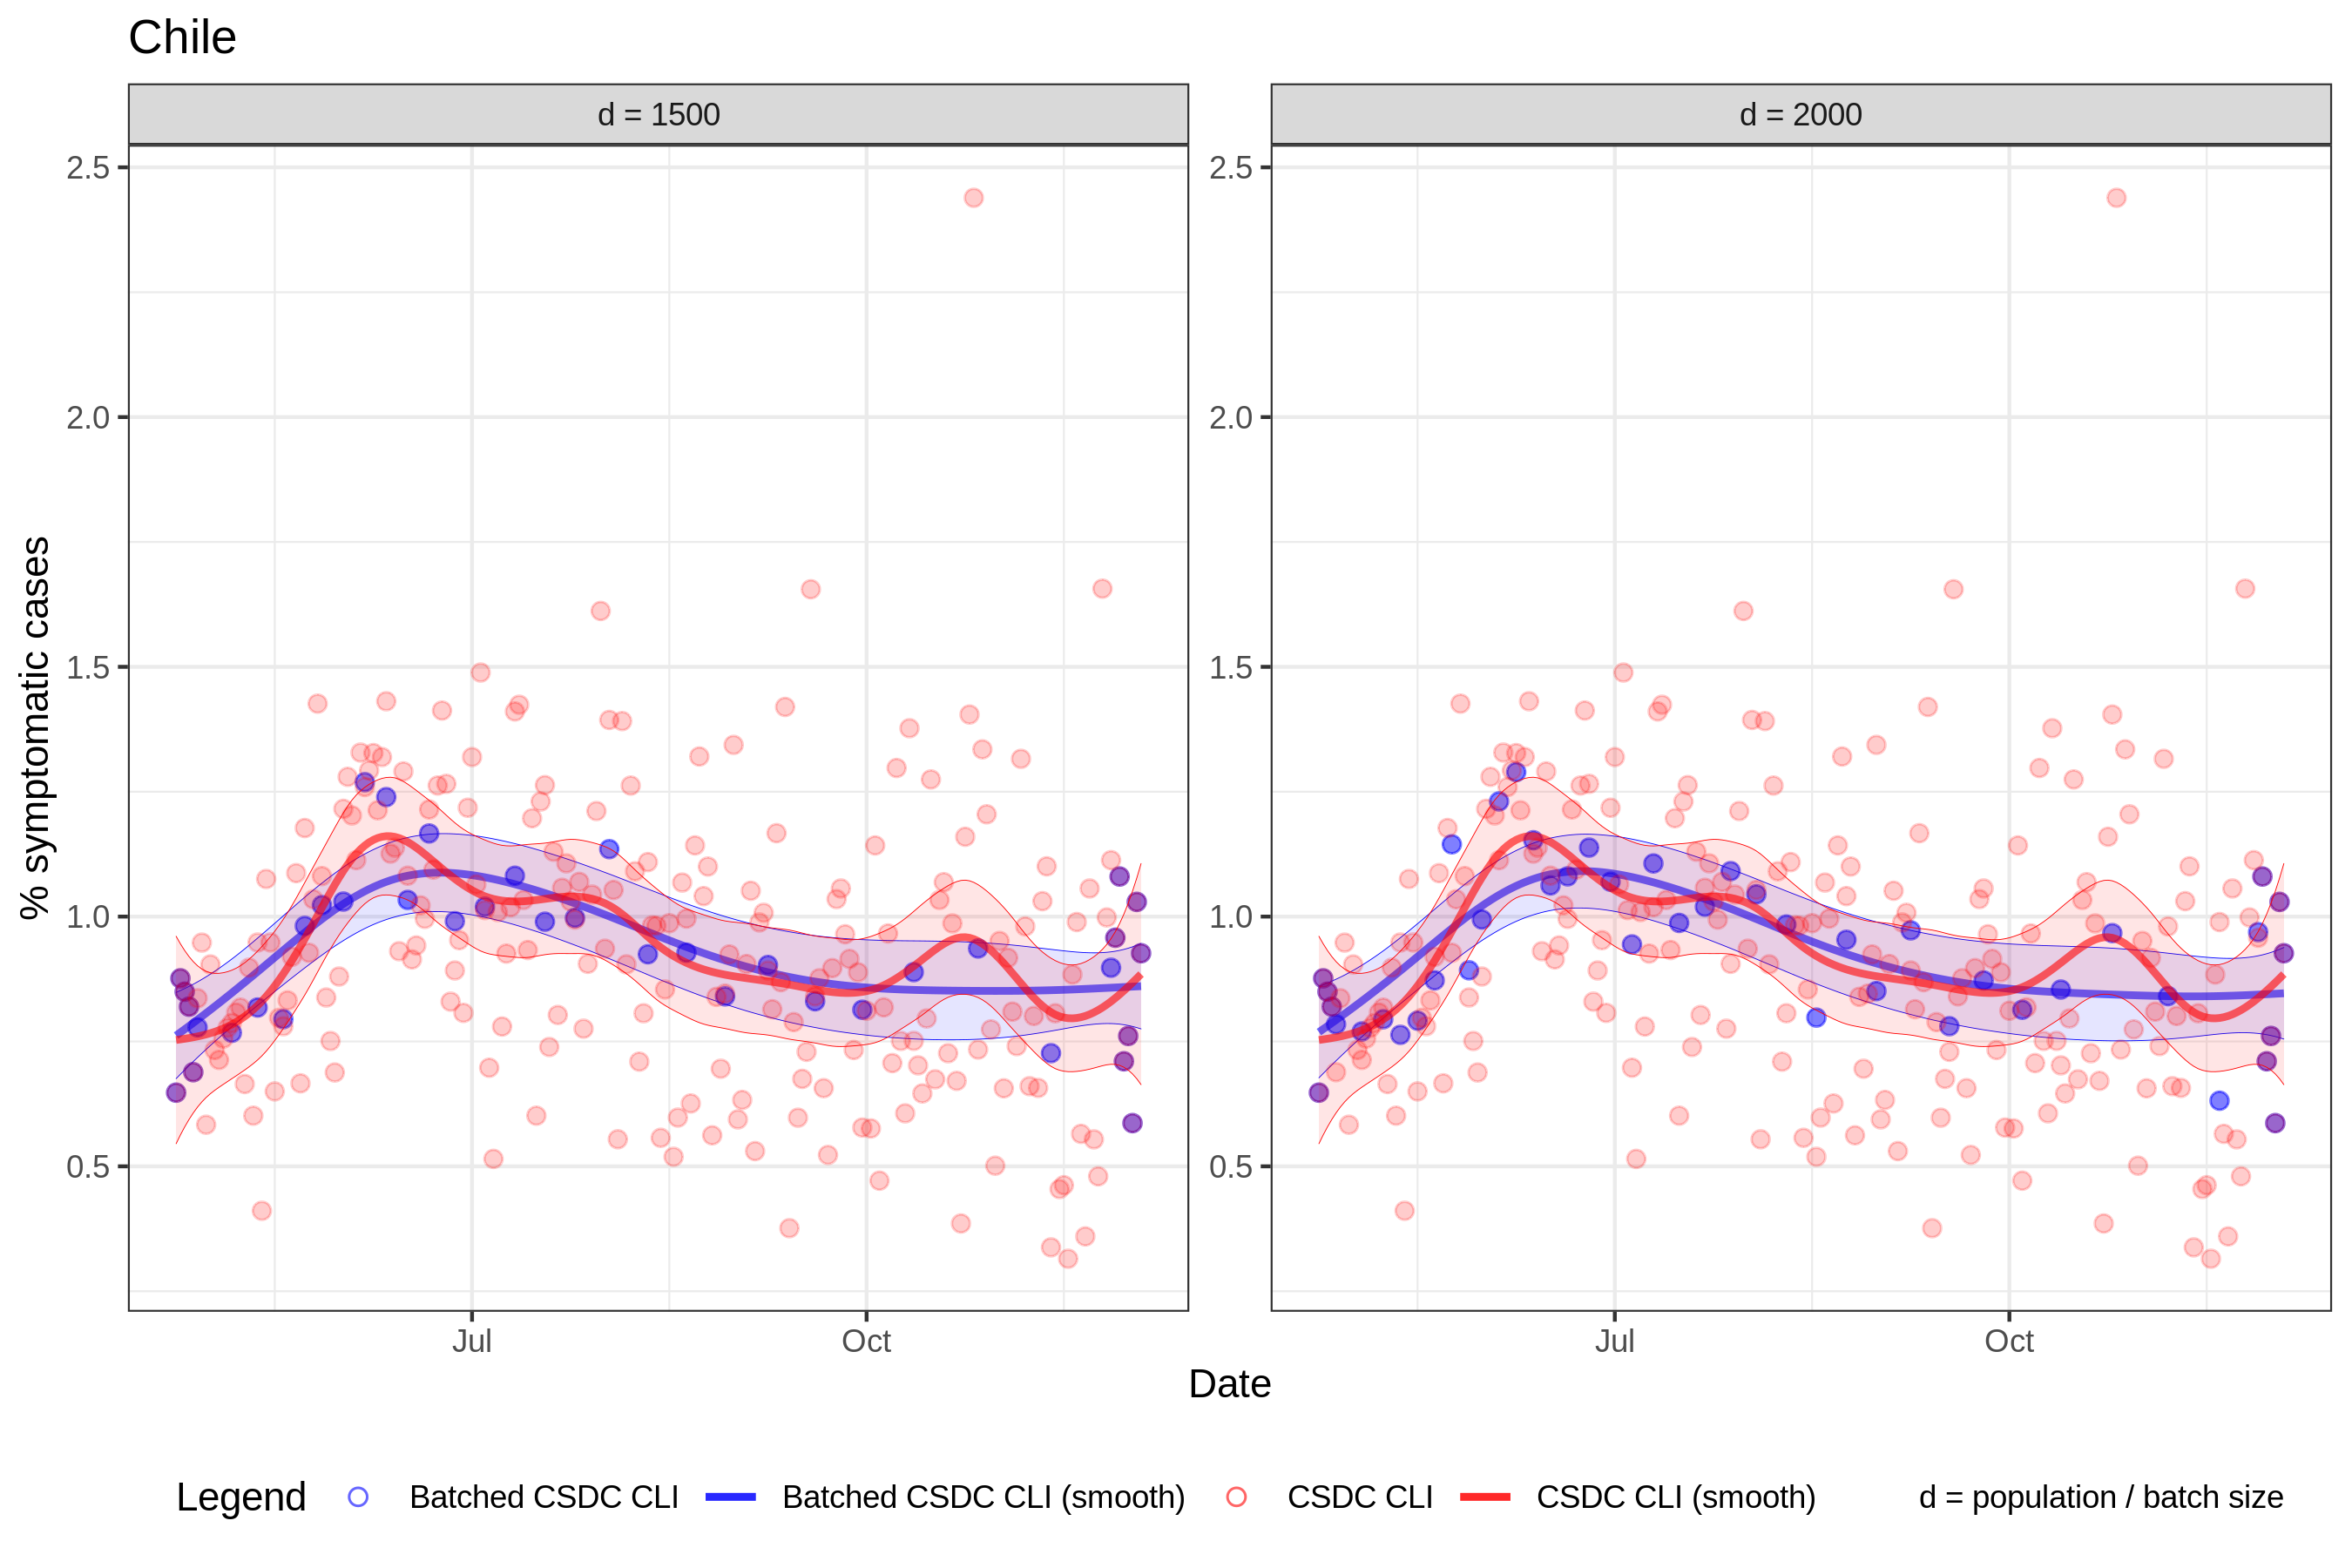 Chile
d = 1500
d = 2000
% symptomatic cases
2.5
2.0
1.5
1.0
0.5
2.5
2.0
1.5
1.0
0.5
Jul
Oct
Jul
Oct
Date
Legend
Batched CSDC CLI
Batched CSDC CLI (smooth)
CSDC CLI
CSDC CLI (smooth)
d = population / batch size